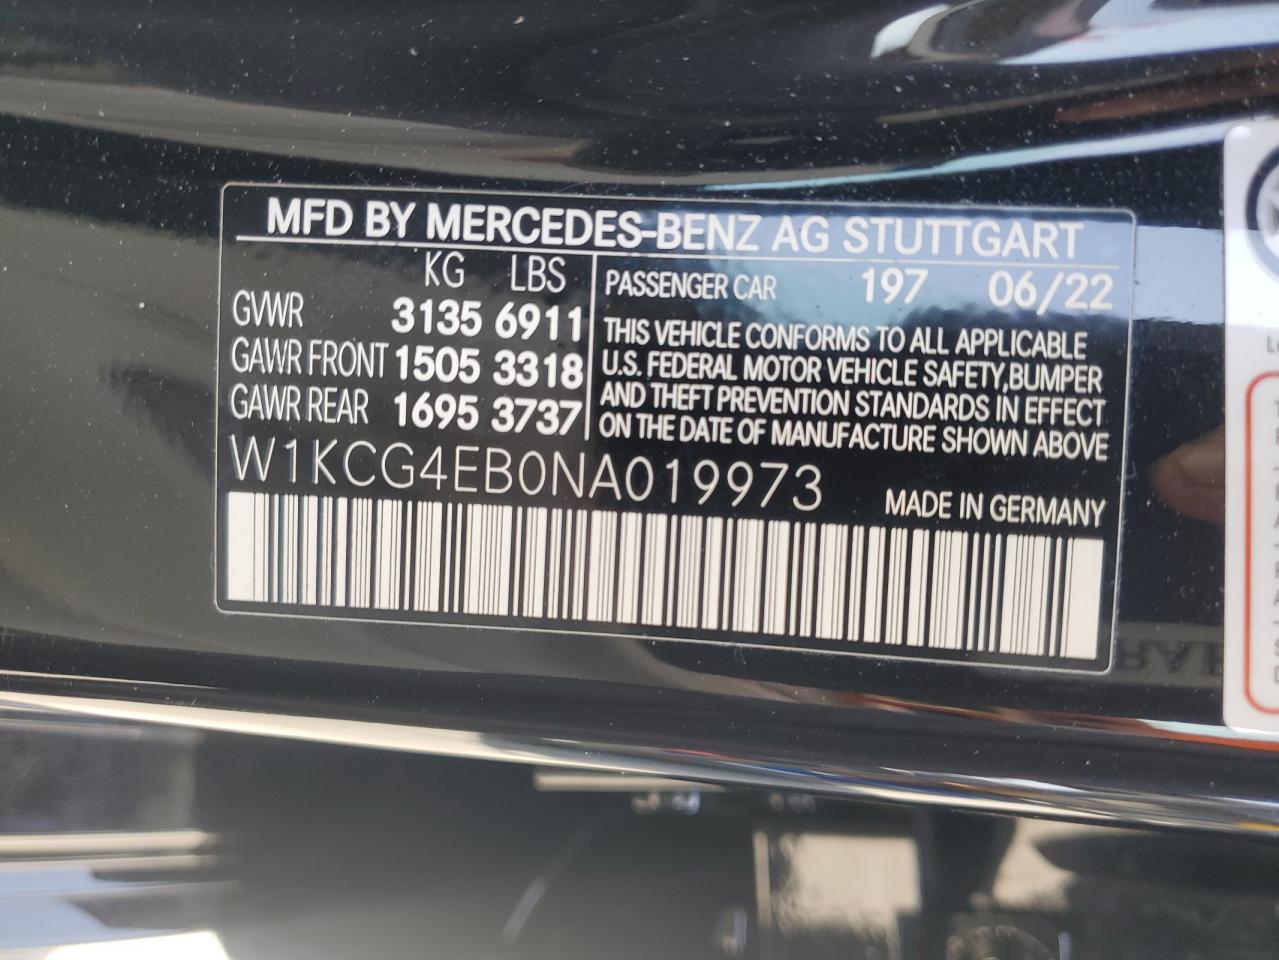 MFD BY MERCEDES-BENZ AG STUTTGART
KG LBS
GVWR 3135 6911
GAWR FRONT 1505 3318
GAWR REAR 1695 3737
PASSENGER CAR 197 06/22
THIS VEHICLE CONFORMS TO ALL APPLICABLE
U.S. FEDERAL MOTOR VEHICLE SAFETY,BUMPER
AND THEFT PREVENTION STANDARDS IN EFFECT
ON THE DATE OF MANUFACTURE SHOWN ABOVE
W1KCG4EB0NA019973
MADE IN GERMANY